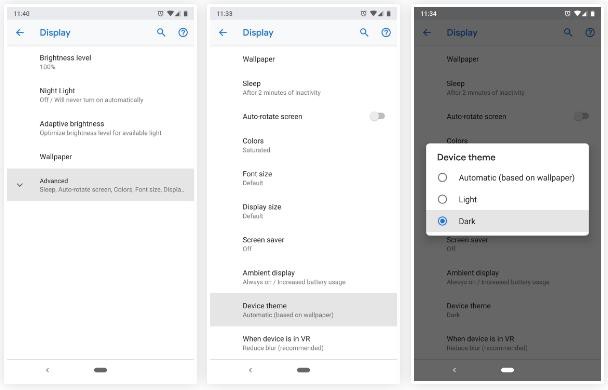 11:40
Display
Brightness level
100%
Night Light
Off / Will never turn on automatically
Adaptive brightness
Optimize brightness level for available light
Wallpaper
Advanced
Sleep, Auto-rotate screen, Colors, Font size, Displa..
11:33
Display
Wallpaper
Sleep
After 2 minutes of inactivity
Auto-rotate screen
Colors
Saturated
Font size
Default
Display size
Default
Screen saver
Off
Ambient display
Always on / Increased battery usage
Device theme
Automatic (based on wallpaper)
When device is in VR
Reduce blur (recommended)
11:34
Display
Wallpaper
Sleep
After 2 minutes of inactivity
Auto-rotate screen
Colors
Device theme
Automatic (based on wallpaper)
Light
Dark
Screen saver
Off
Ambient display
Always on / Increased battery usage
Device theme
Dark
When device is in VR
Reduce blur (recommended)